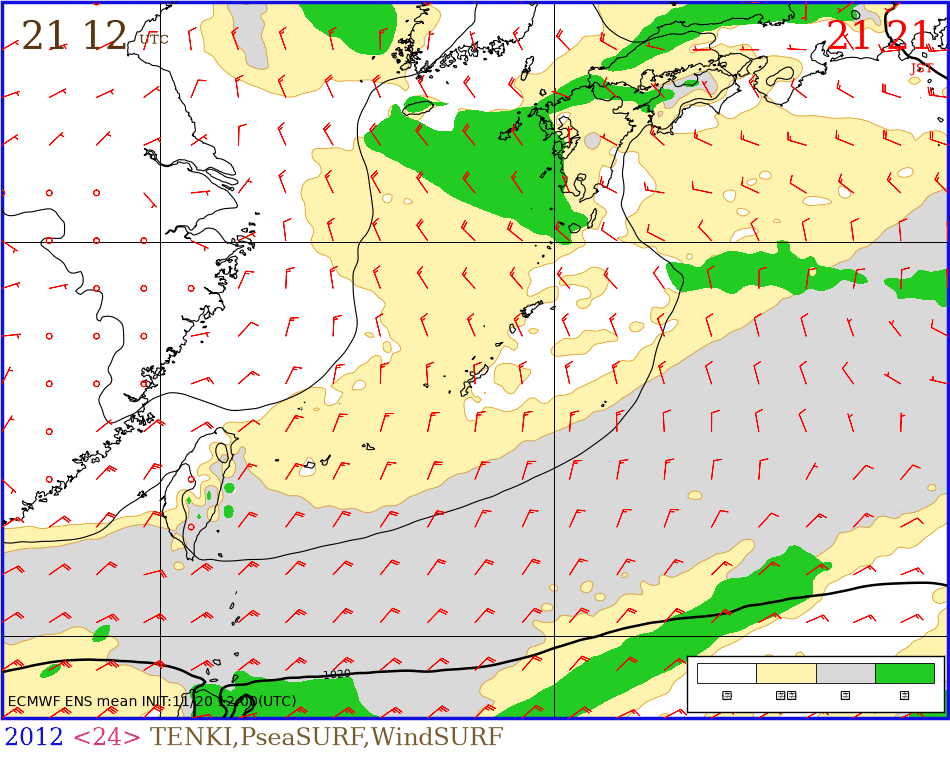 21 12 UTC
21 21
JST
1020
ECMWF ENS mean INIT:11/20 12:00(UTC)
2012 <24> TENKI,PseaSURF,WindSURF